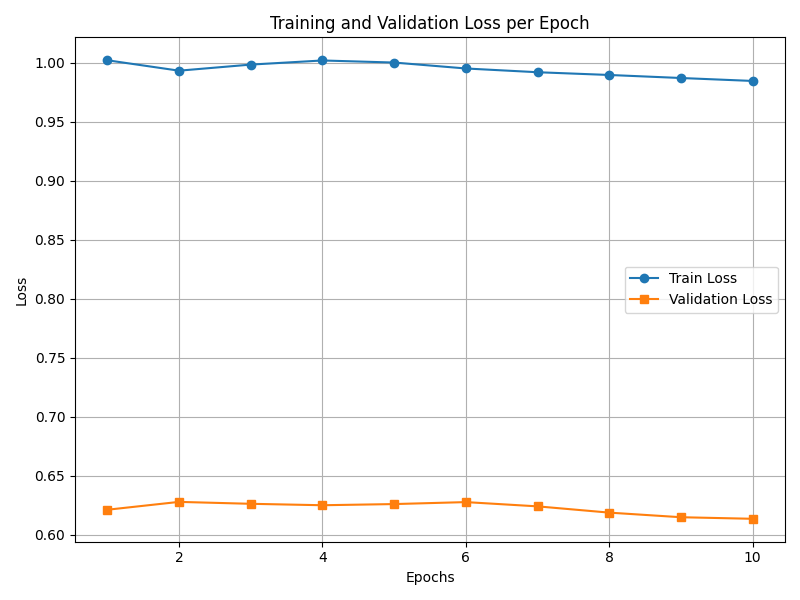 Training and Validation Loss per Epoch
Loss
1.00
0.95
0.90
0.85
0.80
0.75
0.70
0.65
0.60
Train Loss
Validation Loss
2
4
6
8
10
Epochs